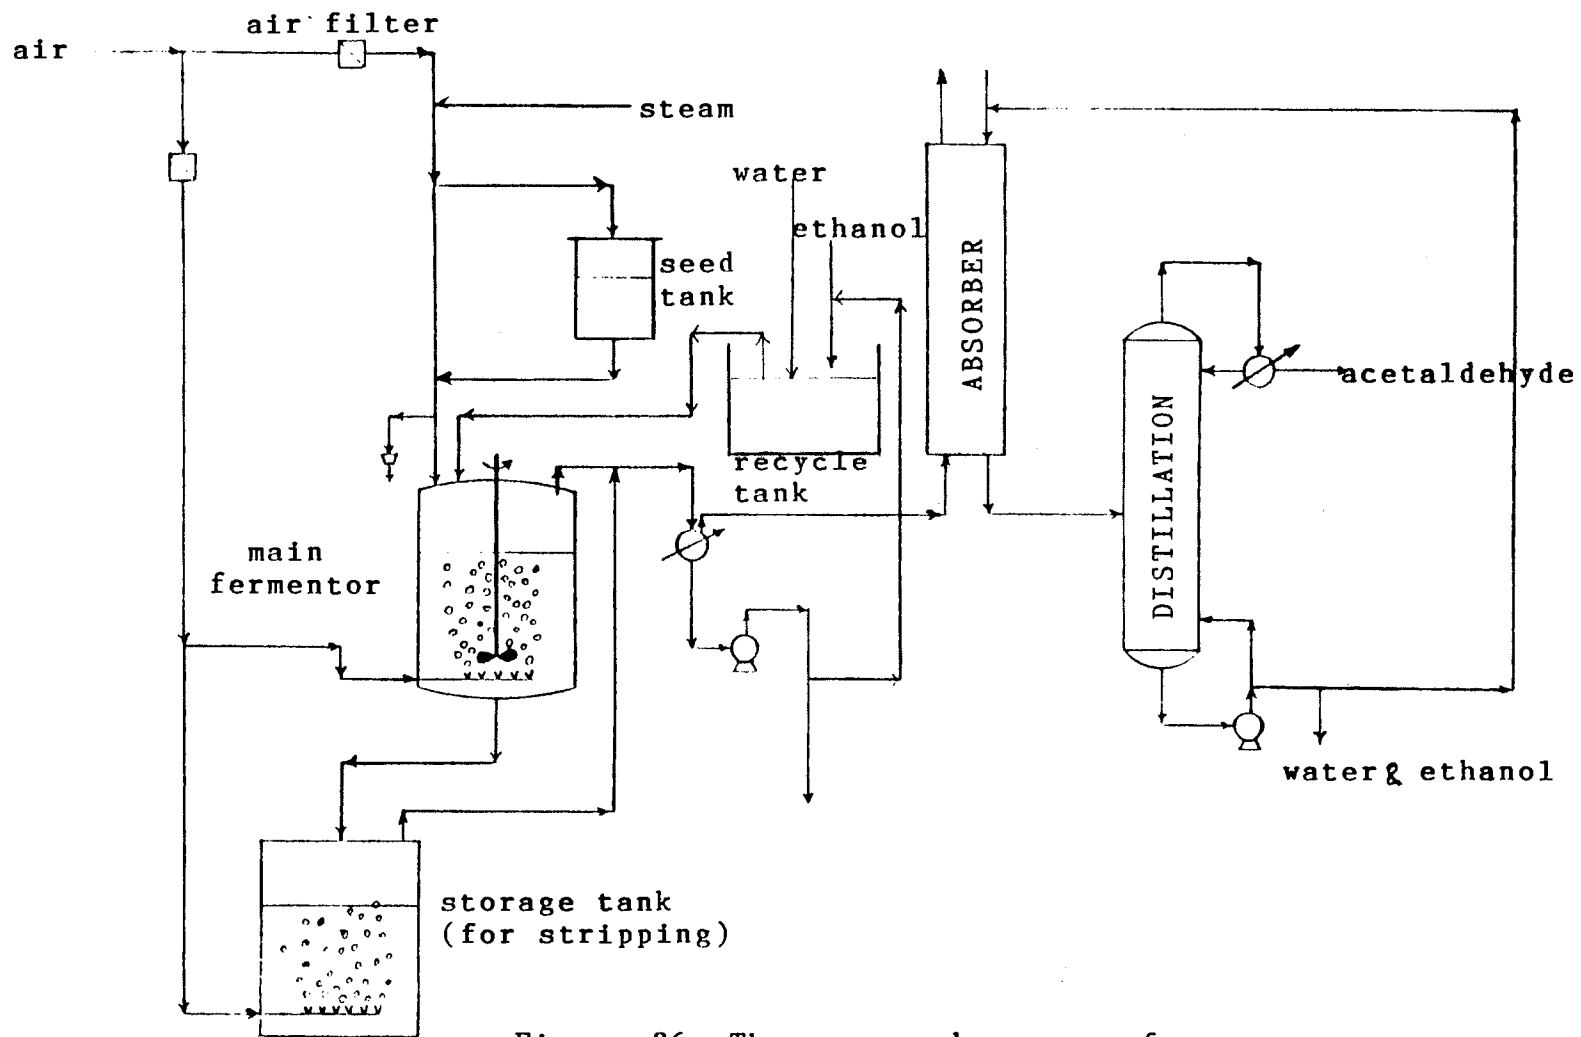 air filter
air
steam
water
ethanol
seed
tank
ABSORBER
acetaldehyde
recycle
tank
DISTILLATION
main
fermentor
water & ethanol
storage tank
(for stripping)